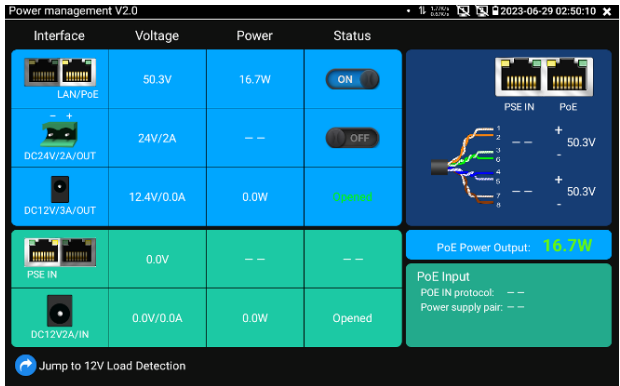 Power management V2.0
1.77K/s
0.67K/s
2023-06-29 02:50:10
Interface Voltage Power Status
LAN/PoE 50.3V 16.7W ON
- +
DC24V/2A/OUT 24V/2A – – OFF
DC12V/3A/OUT 12.4V/0.0A 0.0W Opened
PSE IN 0.0V – – – –
DC12V2A/IN 0.0V/0.0A 0.0W Opened
Jump to 12V Load Detection
PSE IN PoE
1
2
3
6
4
5
7
8
– – + 50.3V -
– – + 50.3V -
PoE Power Output: 16.7W
PoE Input
POE IN protocol: – –
Power supply pair: – –